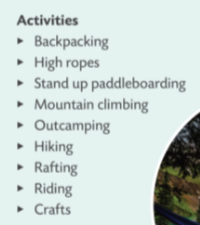 Activities
▸ Backpacking
▸ High ropes
▸ Stand up paddleboarding
▸ Mountain climbing
▸ Outcamping
▸ Hiking
▸ Rafting
▸ Riding
▸ Crafts